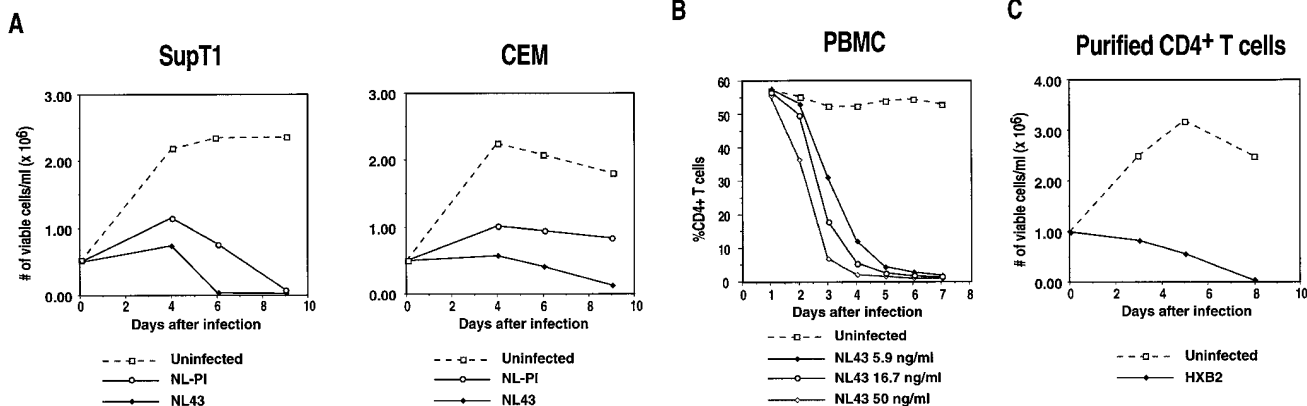 A
SupT1
# of viable cells/ml (x 10⁶)
3.00
2.00
1.00
0.00
0 2 4 6 8 10
Days after infection
Uninfected
NL-PI
NL43
CEM
3.00
2.00
1.00
0.00
0 2 4 6 8 10
Days after infection
Uninfected
NL-PI
NL43
B
PBMC
%CD4+ T cells
60
50
40
30
20
10
0
0 1 2 3 4 5 6 7 8
Days after infection
Uninfected
NL43 5.9 ng/ml
NL43 16.7 ng/ml
NL43 50 ng/ml
C
Purified CD4⁺ T cells
# of viable cells/ml (x 10⁶)
4.00
3.00
2.00
1.00
0.00
0 2 4 6 8 10
Days after infection
Uninfected
HXB2